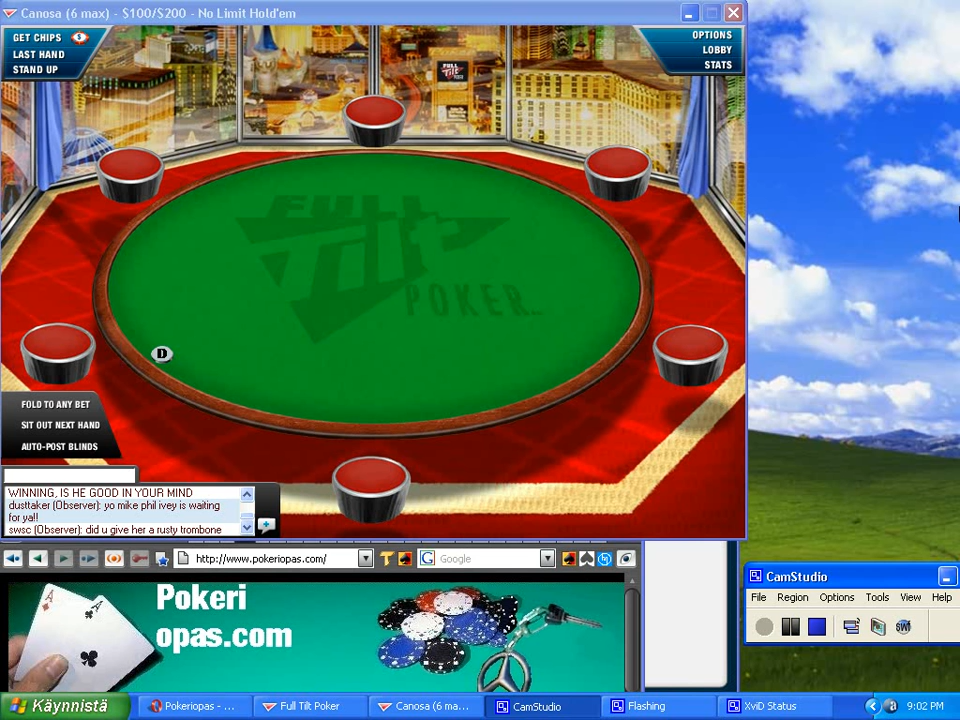 Canosa (6 max) - $100/$200 - No Limit Hold'em
GET CHIPS $
LAST HAND
STAND UP
OPTIONS
LOBBY
STATS
FULL
TILT
FULL
Tilt
POKER
D
FOLD TO ANY BET
SIT OUT NEXT HAND
AUTO-POST BLINDS
WINNING, IS HE GOOD IN YOUR MIND
dusttaker (Observer): yo mike phil ivey is waiting
for ya!!
swsc (Observer): did u give her a rusty trombone
http://www.pokeriopas.com/
G Google
A
A
Pokeri
opas.com
CamStudio
File Region Options Tools View Help
SWF
Käynnistä
Pokeriopas - ...
Full Tilt Poker
Canosa (6 ma...
CamStudio
Flashing
XviD Status
9:02 PM